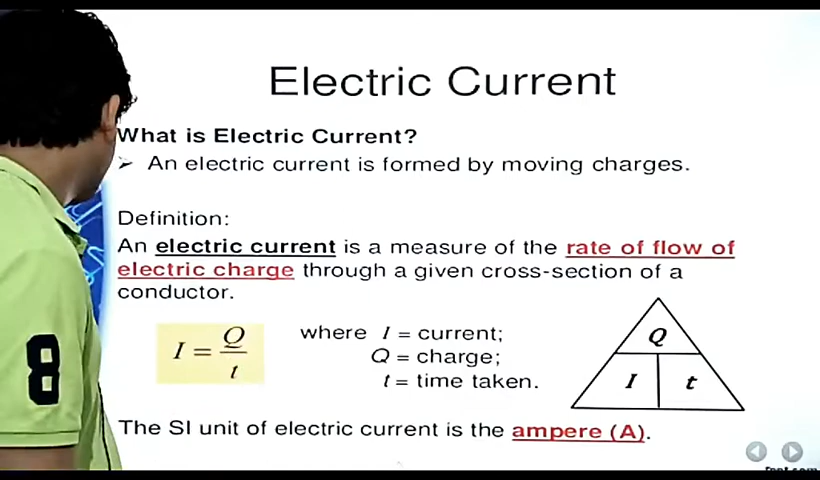 Electric Current
What is Electric Current?
➢ An electric current is formed by moving charges.
Definition:
An electric current is a measure of the rate of flow of
electric charge through a given cross-section of a
conductor.
I = Q/t
where I = current;
Q = charge;
t = time taken.
Q
I t
The SI unit of electric current is the ampere (A).
8